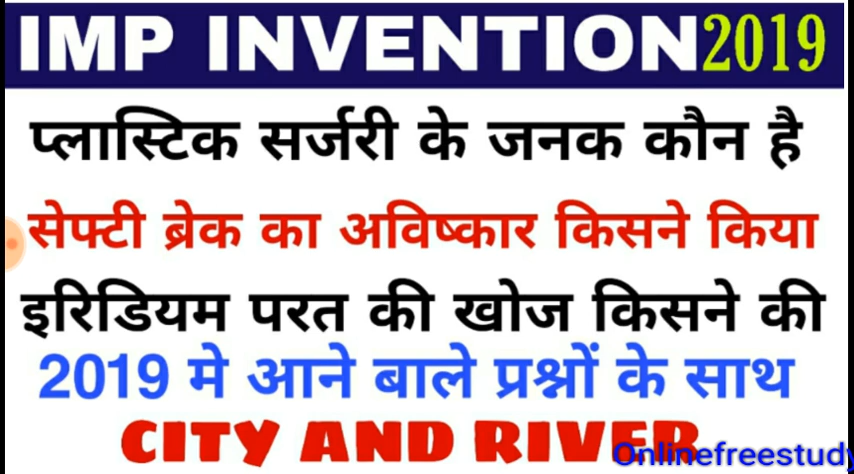 IMP INVENTION2019
प्लास्टिक सर्जरी के जनक कौन है
सेफ्टी ब्रेक का अविष्कार किसने किया
इरिडियम परत की खोज किसने की
2019 मे आने बाले प्रश्नों के साथ
CITY AND RIVER
Onlinefreestudy